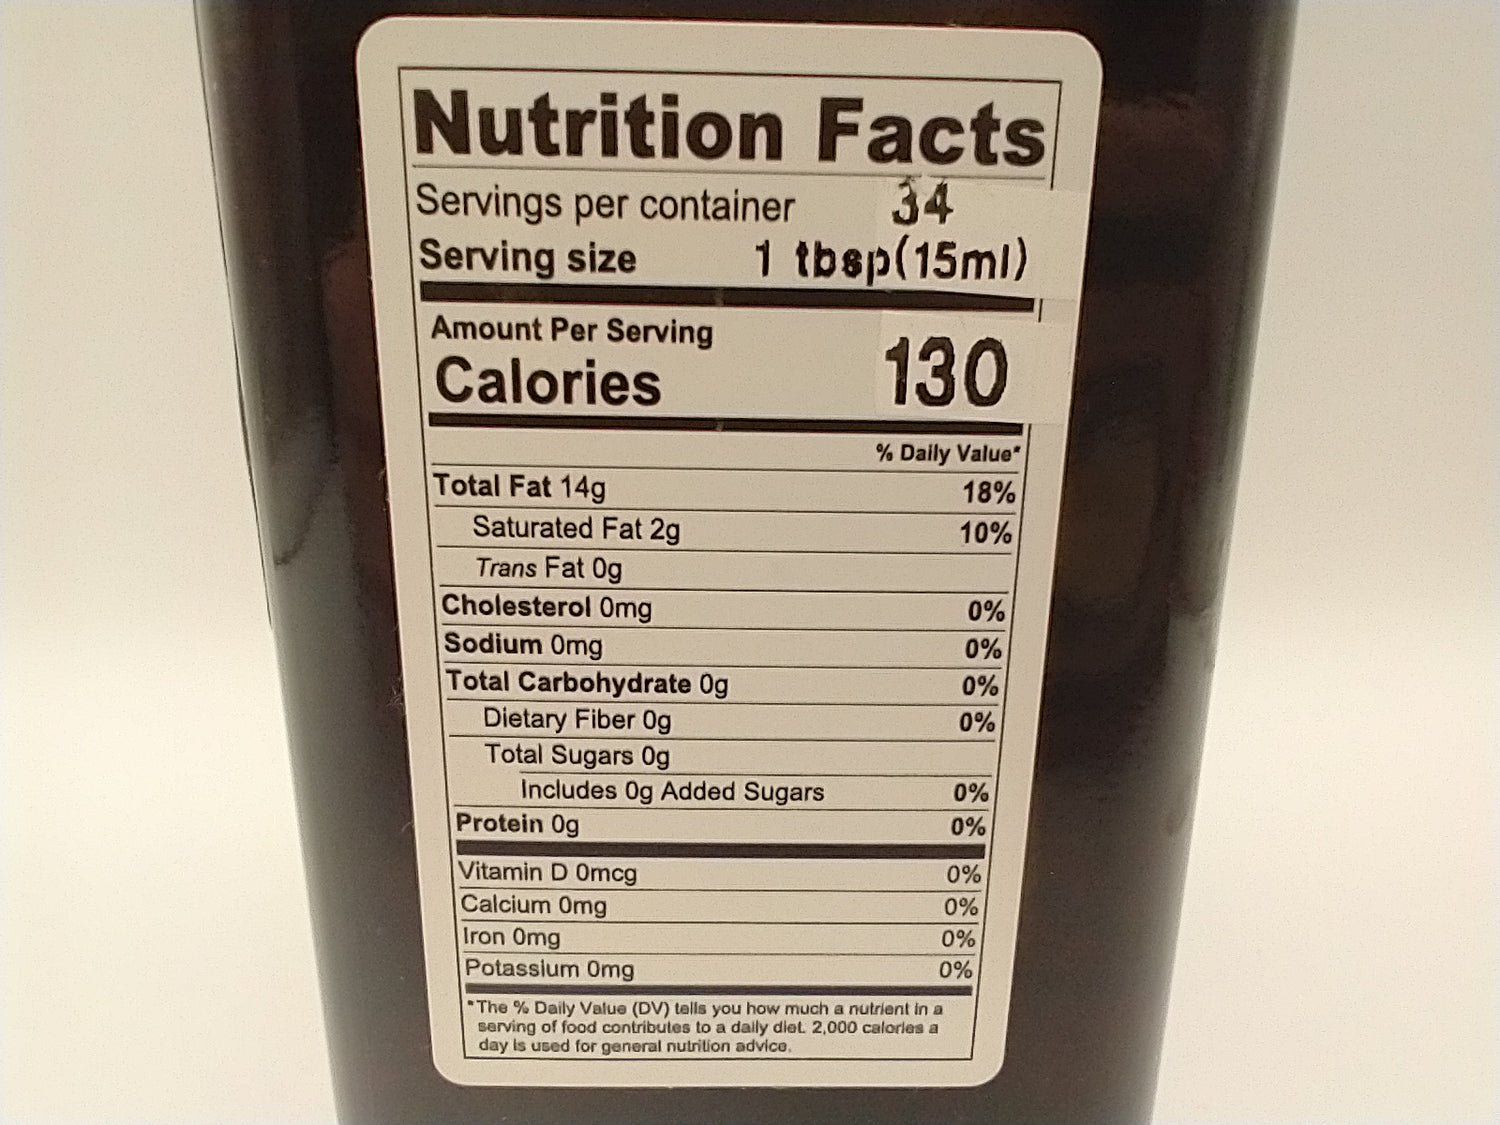 Nutrition Facts
Servings per container 34
Serving size 1 tbsp(15ml)
Amount Per Serving
Calories 130
% Daily Value*
Total Fat 14g 18%
Saturated Fat 2g 10%
Trans Fat 0g
Cholesterol 0mg 0%
Sodium 0mg 0%
Total Carbohydrate 0g 0%
Dietary Fiber 0g 0%
Total Sugars 0g
Includes 0g Added Sugars 0%
Protein 0g 0%
Vitamin D 0mcg 0%
Calcium 0mg 0%
Iron 0mg 0%
Potassium 0mg 0%
*The % Daily Value (DV) tells you how much a nutrient in a
serving of food contributes to a daily diet. 2,000 calories a
day is used for general nutrition advice.